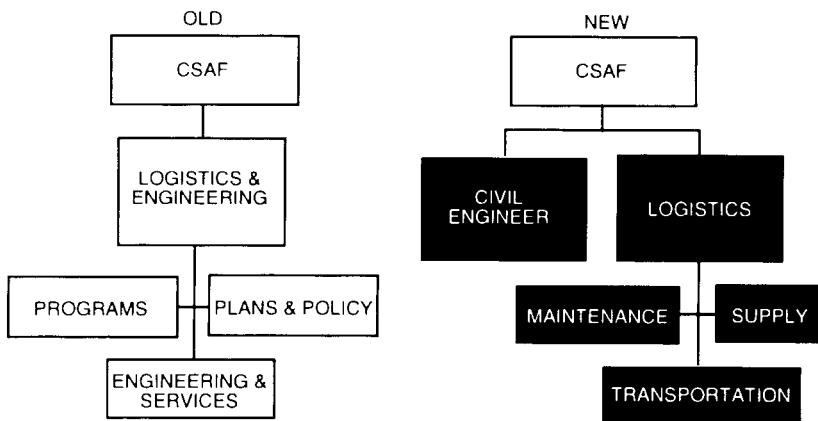 OLD
CSAF
LOGISTICS &
ENGINEERING
PROGRAMS
PLANS & POLICY
ENGINEERING &
SERVICES
NEW
CSAF
CIVIL
ENGINEER
LOGISTICS
MAINTENANCE
SUPPLY
TRANSPORTATION